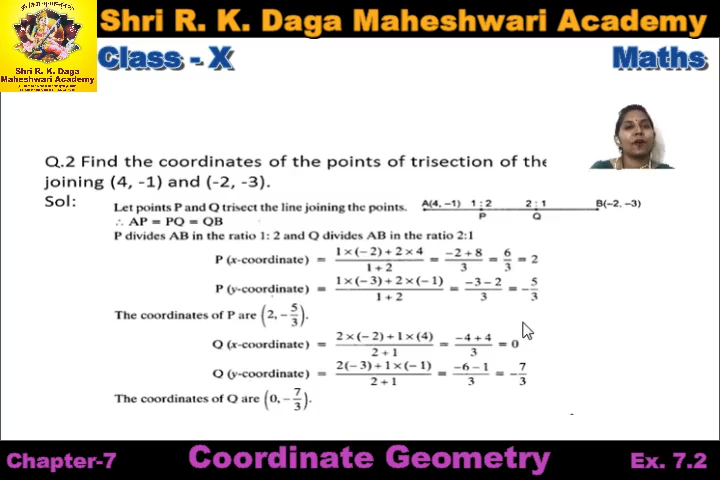 Shri R. K. Daga Maheshwari Academy
Class - X
Maths
Shri R. K. Daga
Maheshwari Academy
Q.2 Find the coordinates of the points of trisection of the
joining (4, -1) and (-2, -3).
Sol:
Let points P and Q trisect the line joining the points.
A(4, -1) 1 : 2 2 : 1 B(-2, -3)
P Q
∴ AP = PQ = QB
P divides AB in the ratio 1: 2 and Q divides AB in the ratio 2:1
P (x-coordinate) = (1×(−2)+2×4)/(1+2) = (−2+8)/3 = 6/3 = 2
P (y-coordinate) = (1×(−3)+2×(−1))/(1+2) = (−3−2)/3 = −5/3
The coordinates of P are (2, −5/3).
Q (x-coordinate) = (2×(−2)+1×(4))/(2+1) = (−4+4)/3 = 0
Q (y-coordinate) = (2(−3)+1×(−1))/(2+1) = (−6−1)/3 = −7/3
The coordinates of Q are (0, −7/3).
Chapter-7 Coordinate Geometry Ex. 7.2